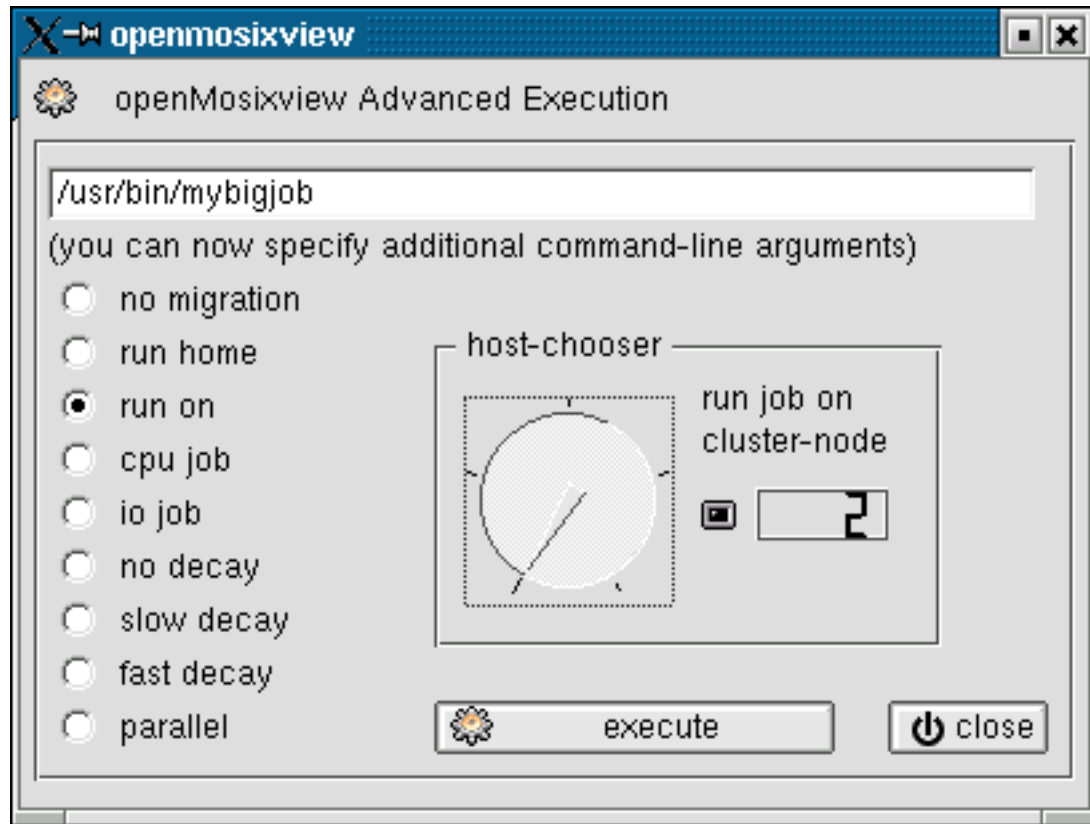 openmosixview
openMosixview Advanced Execution
/usr/bin/mybigjob
(you can now specify additional command-line arguments)
no migration
run home
run on
cpu job
io job
no decay
slow decay
fast decay
parallel
host-chooser
run job on
cluster-node
2
execute
close